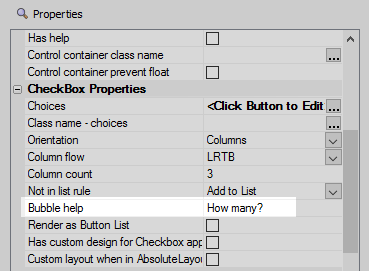 Properties
Has help
Control container class name ...
Control container prevent float
CheckBox Properties
Choices <Click Button to Edit ...
Class name - choices ...
Orientation Columns
Column flow LRTB
Column count 3
Not in list rule Add to List
Bubble help How many?
Render as Button List
Has custom design for Checkbox app
Custom layout when in AbsoluteLayou